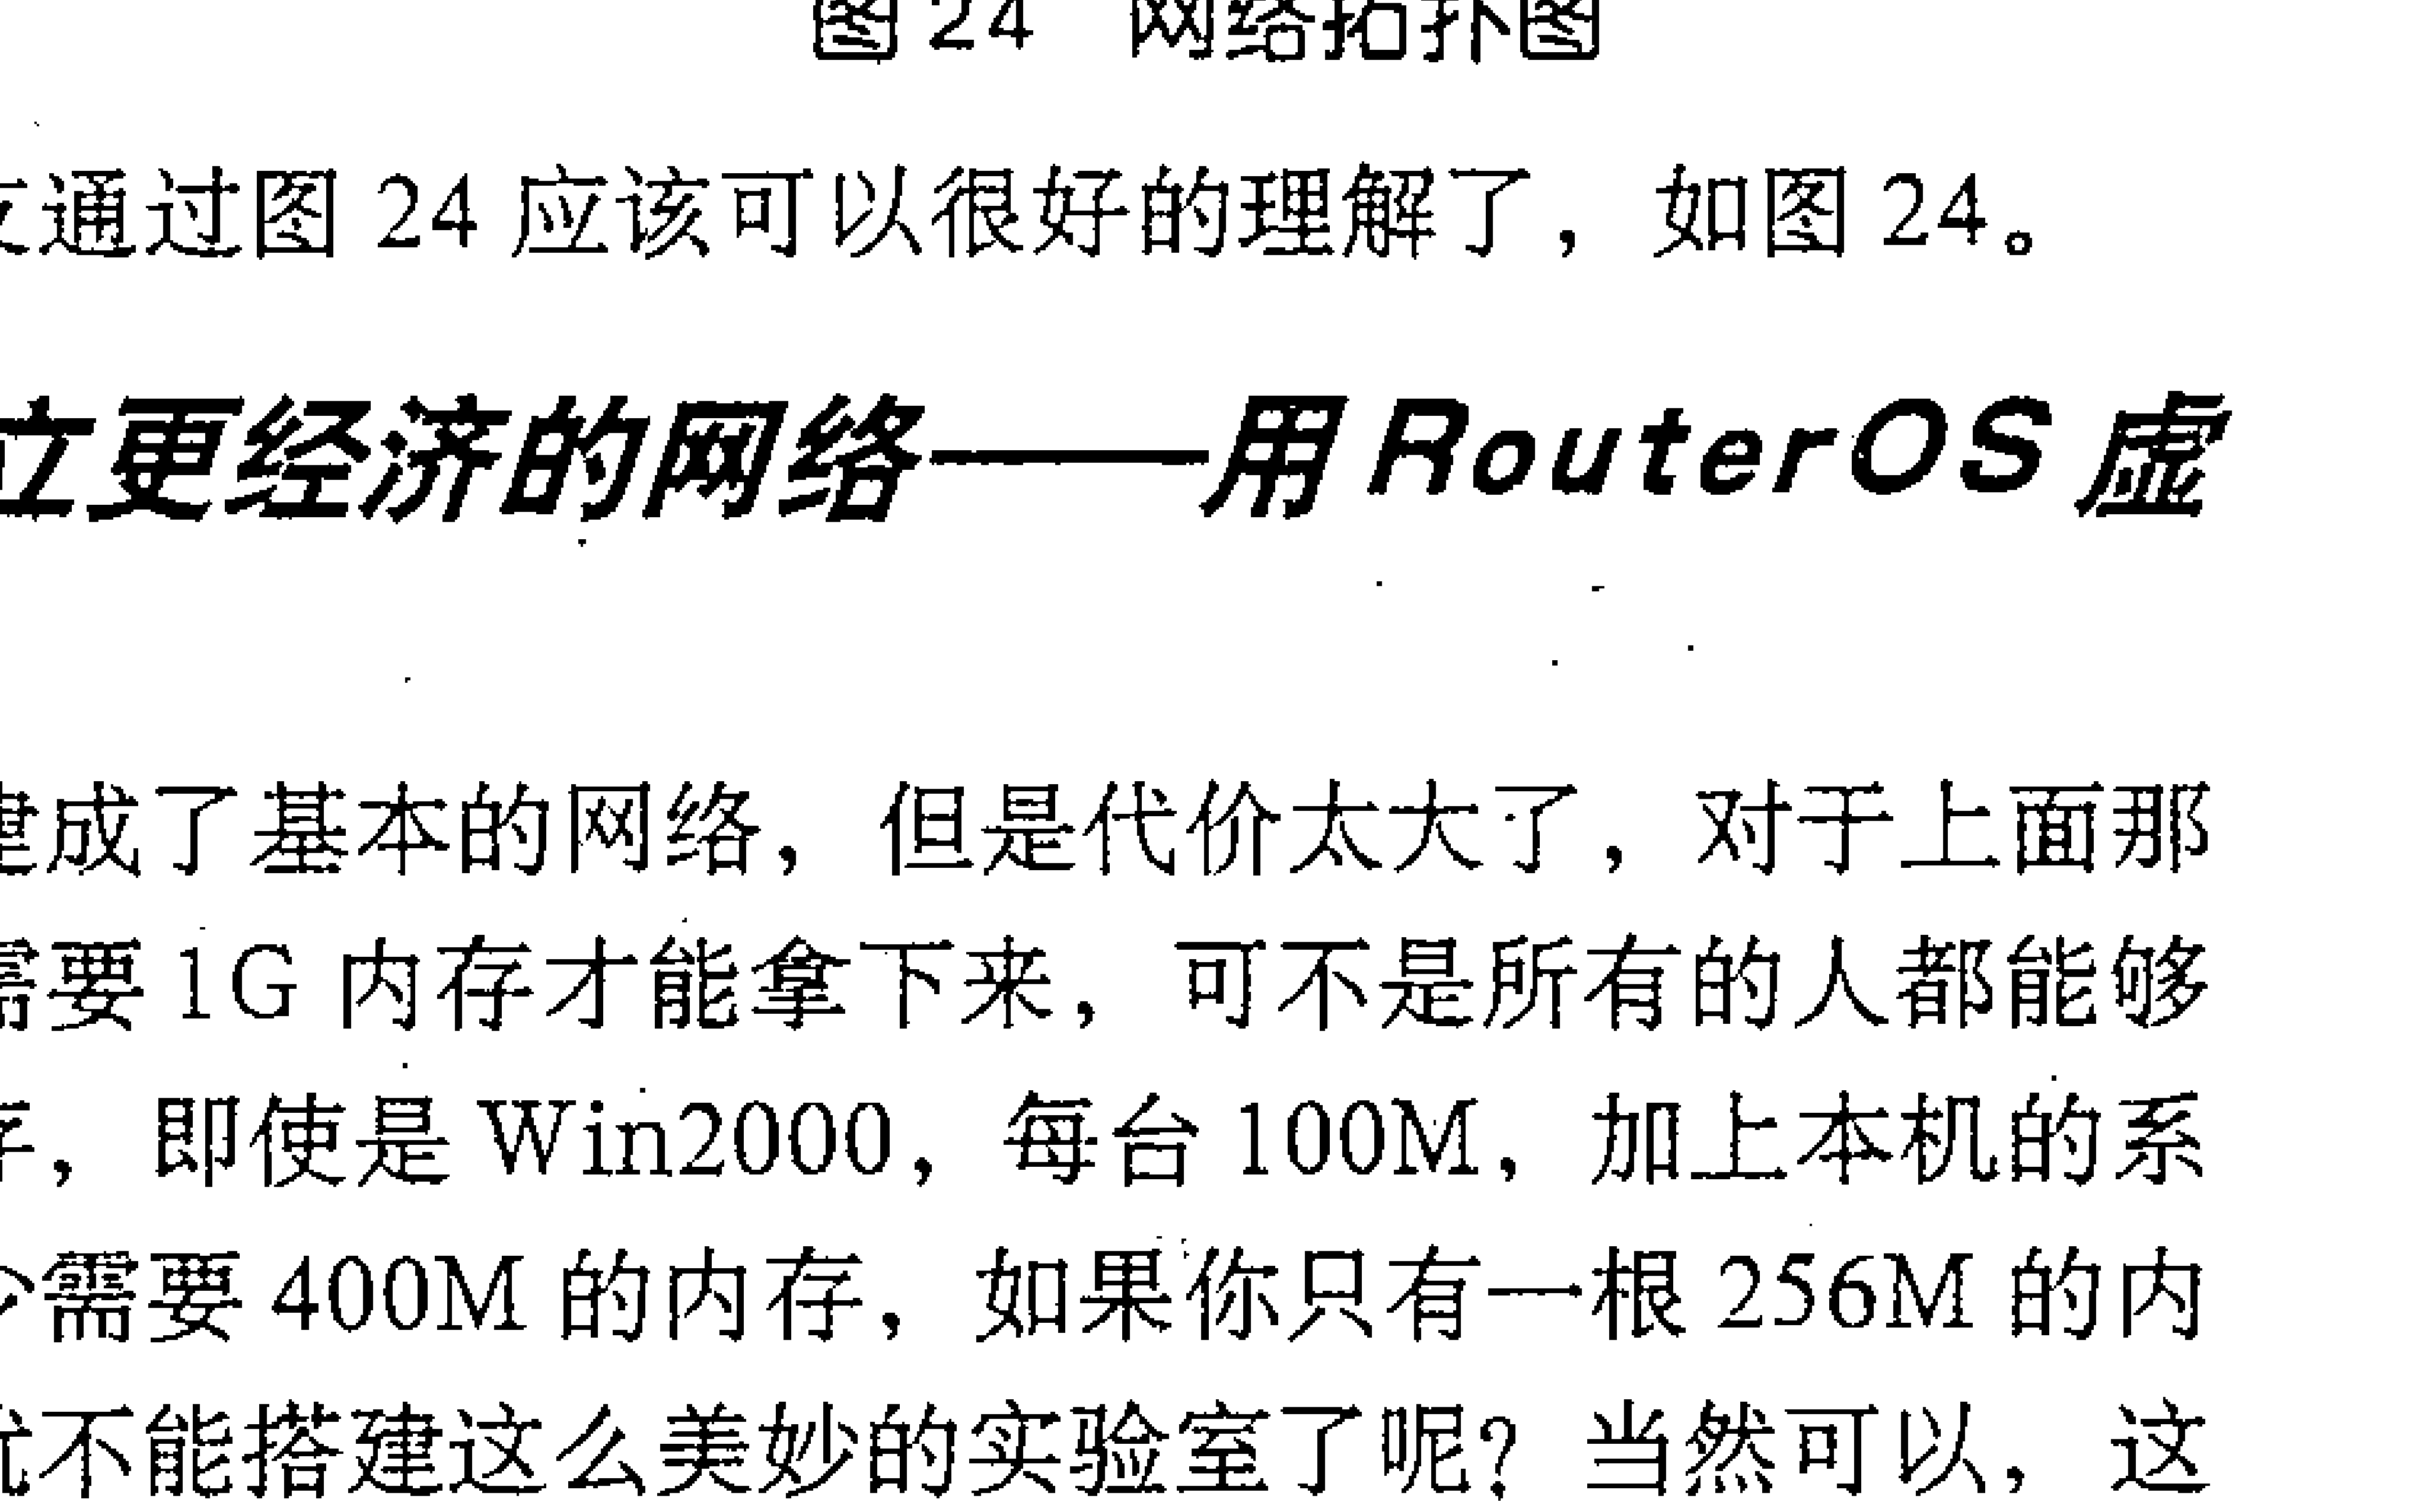 图 24 网络拓扑图
通过图 24 应该可以很好的理解了，如图 24。
立更经济的网络——用 RouterOS 虚
建成了基本的网络，但是代价太大了，对于上面那
需要 1G 内存才能拿下来，可不是所有的人都能够
存，即使是 Win2000，每台 100M，加上本机的系
少需要 400M 的内存，如果你只有一根 256M 的内
就不能搭建这么美妙的实验室了呢？当然可以，这